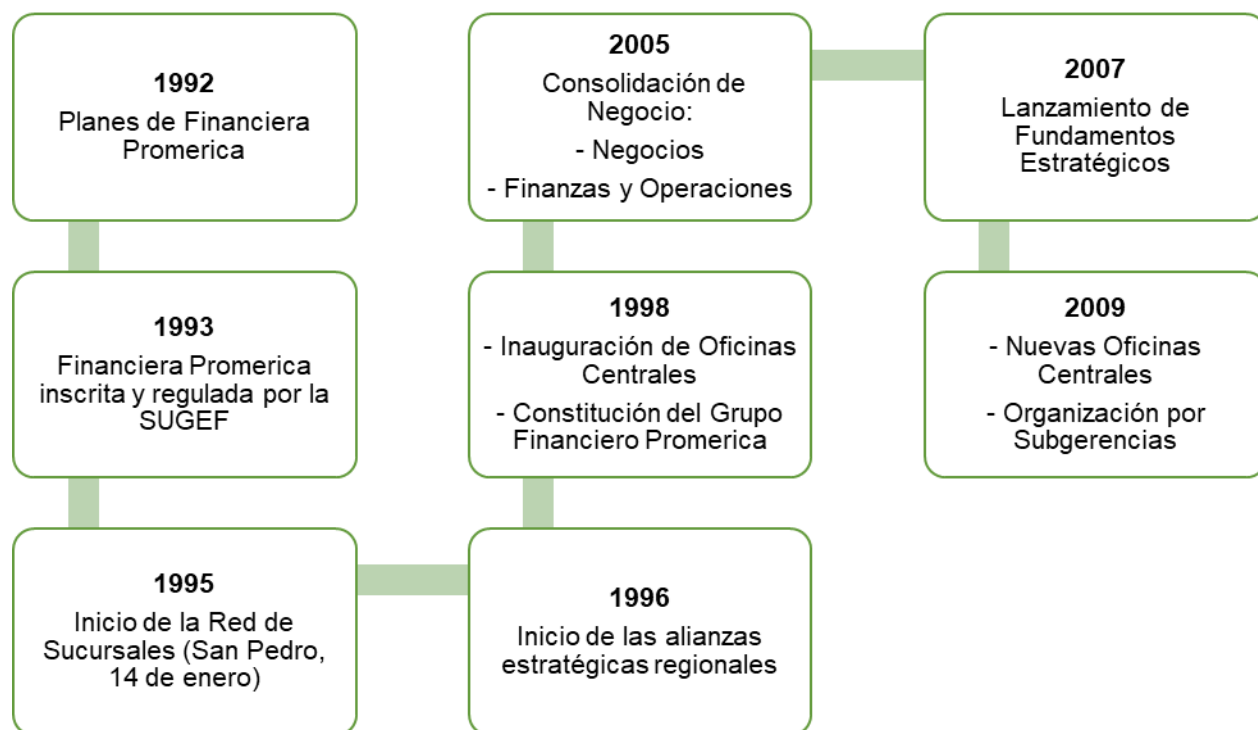 1992
Planes de Financiera
Promerica
1993
Financiera Promerica
inscrita y regulada por la
SUGEF
1995
Inicio de la Red de
Sucursales (San Pedro,
14 de enero)
1996
Inicio de las alianzas
estratégicas regionales
1998
- Inauguración de Oficinas
Centrales
- Constitución del Grupo
Financiero Promerica
2005
Consolidación de
Negocio:
- Negocios
- Finanzas y Operaciones
2007
Lanzamiento de
Fundamentos
Estratégicos
2009
- Nuevas Oficinas
Centrales
- Organización por
Subgerencias